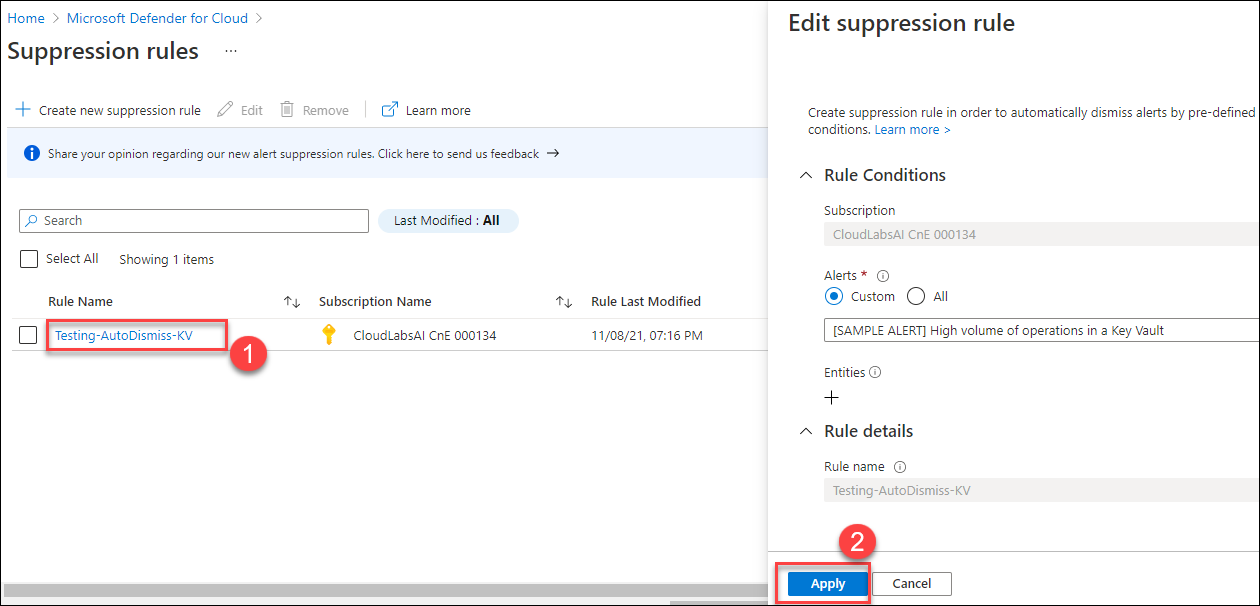 Home > Microsoft Defender for Cloud >
Suppression rules ...
+ Create new suppression rule Edit Remove Learn more
Share your opinion regarding our new alert suppression rules. Click here to send us feedback →
Search
Last Modified : All
Select All Showing 1 items
Rule Name ↑↓ Subscription Name ↑↓ Rule Last Modified
Testing-AutoDismiss-KV CloudLabsAI CnE 000134 11/08/21, 07:16 PM
1
Edit suppression rule
Create suppression rule in order to automatically dismiss alerts by pre-defined
conditions. Learn more >
Rule Conditions
Subscription
CloudLabsAI CnE 000134
Alerts *
Custom All
[SAMPLE ALERT] High volume of operations in a Key Vault
Entities
+
Rule details
Rule name
Testing-AutoDismiss-KV
2
Apply Cancel